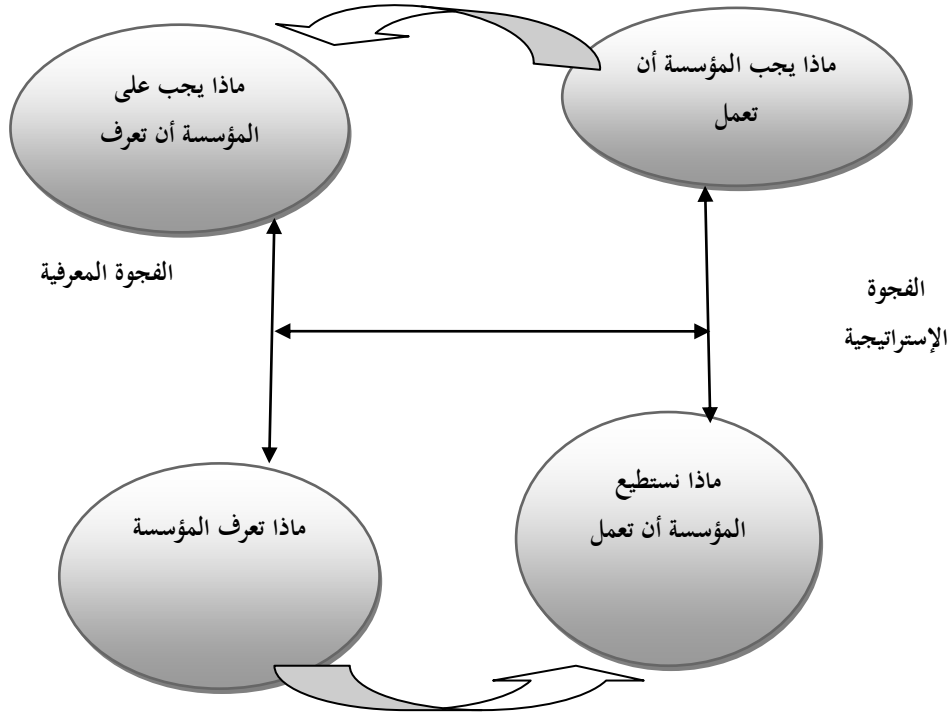 ماذا يجب المؤسسة أن
تعمل
ماذا يجب على
المؤسسة أن تعرف
الفجوة
الإستراتيجية
الفجوة المعرفية
ماذا نستطيع
المؤسسة أن تعمل
ماذا تعرف المؤسسة